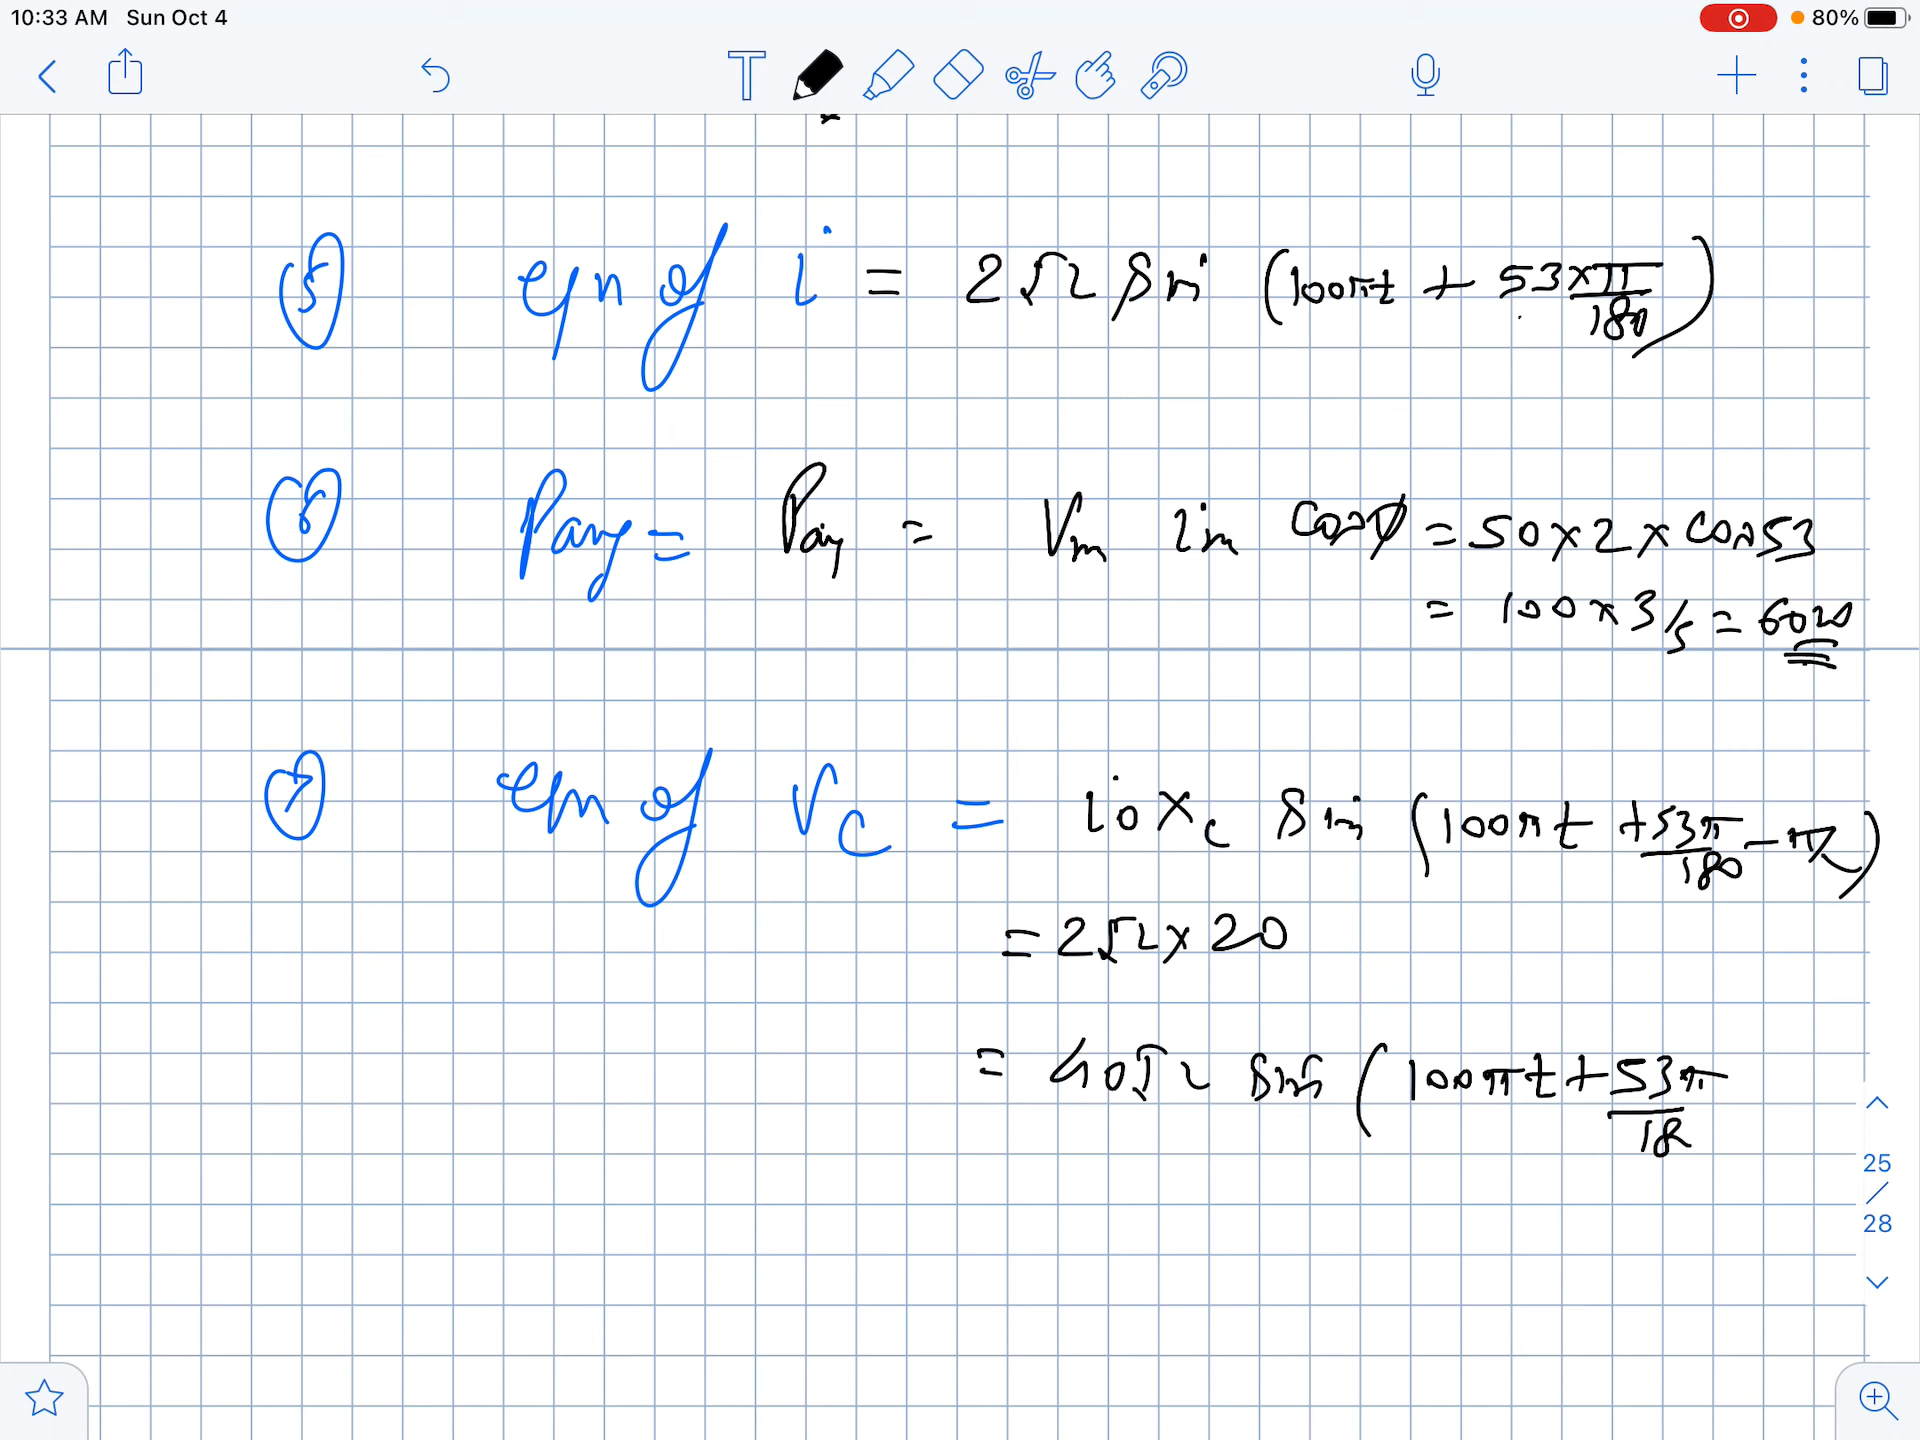 10:33 AM Sun Oct 4 80%
T
(5) eqn of i = 2√2 sin (100πt + 53×π/180)
(6) Pavg = Pavg = Vm im cosφ = 50×2×cos53
= 100×3/5 = 60w
(7) eqn of VC = i0 Xc sin (100πt + 53π/180 - π/2)
= 2√2 × 20
= 40√2 sin (100πt + 53π/18
25
/
28